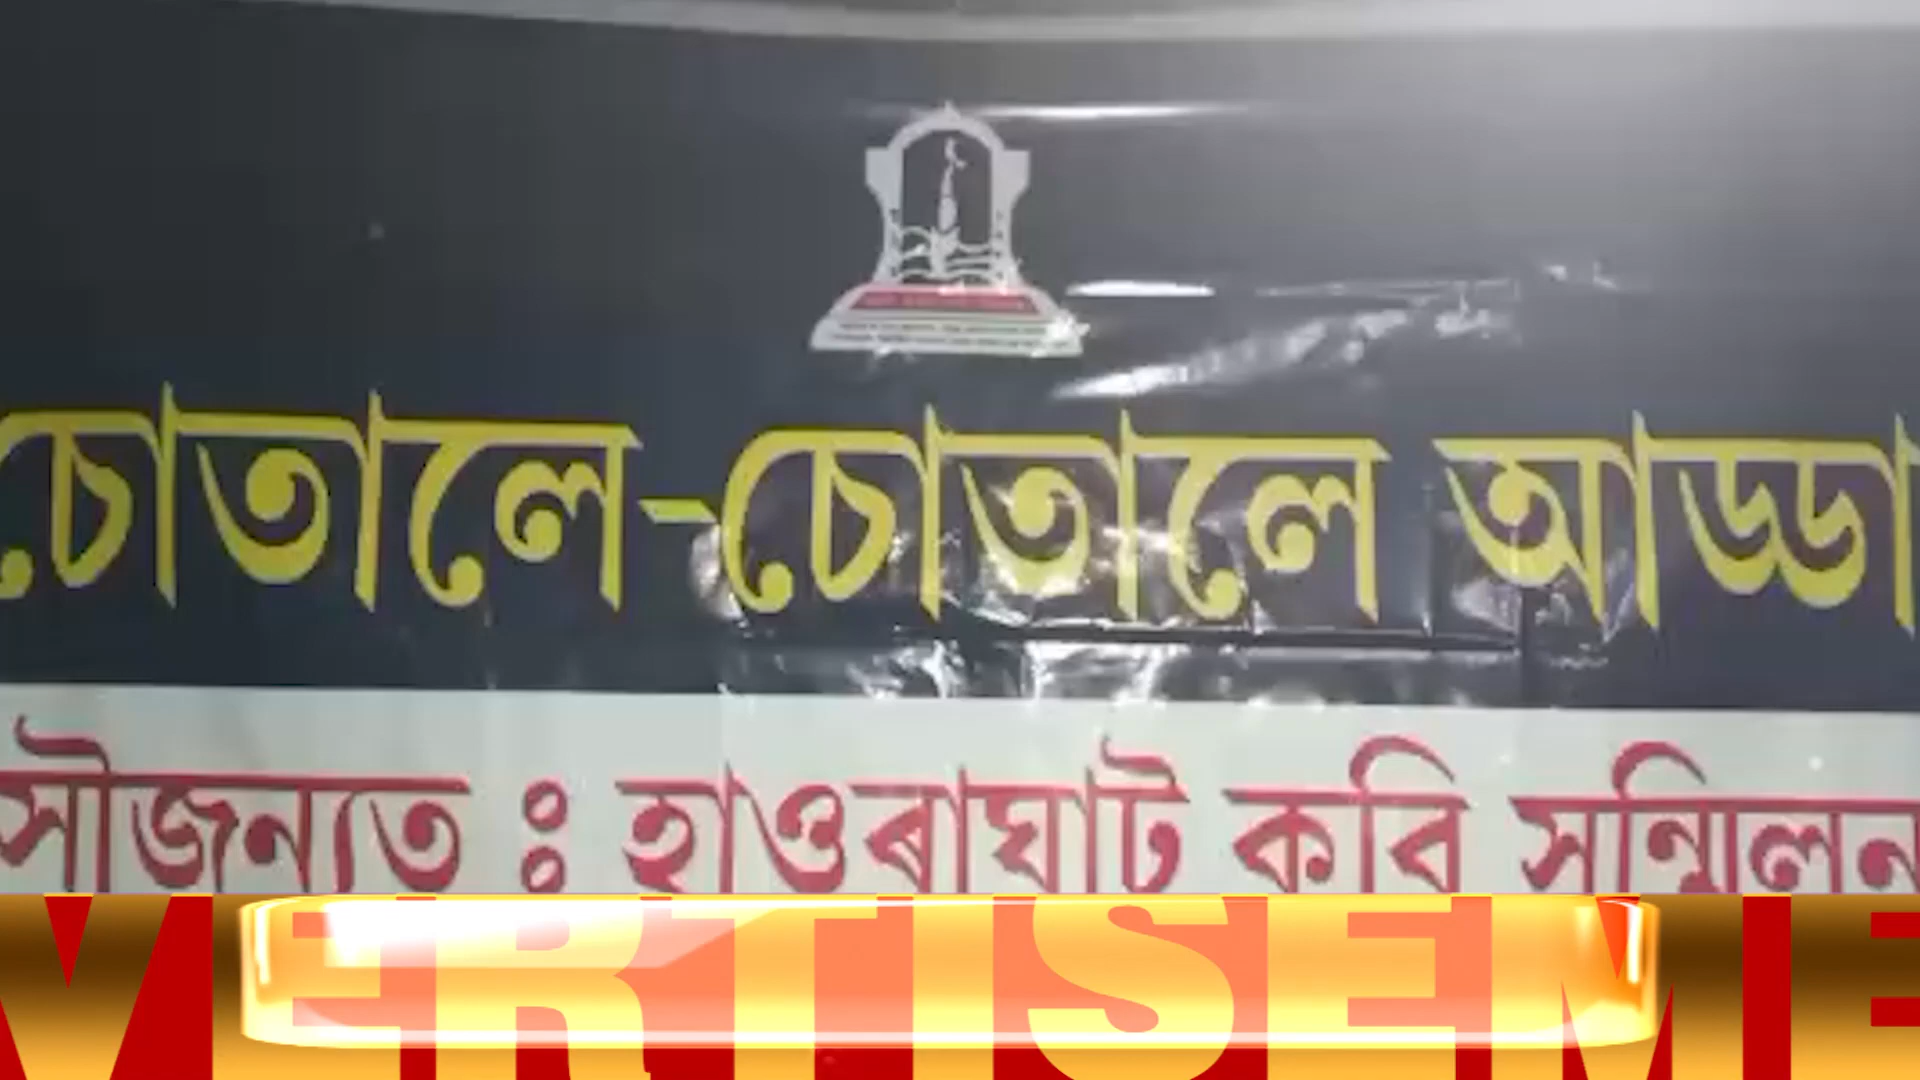 চোতালে-চোতালে আড্ডা
সৌজন্যত ঃ হাওৰাঘাট কবি সন্মিলন
VERTISEME